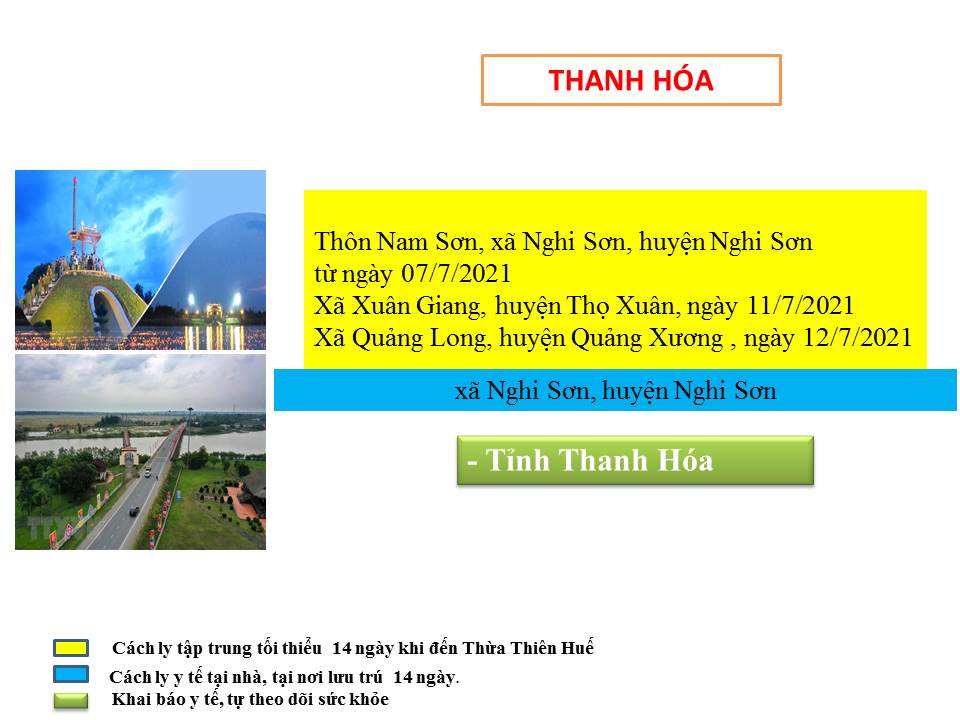 THANH HÓA
Thôn Nam Sơn, xã Nghi Sơn, huyện Nghi Sơn
từ ngày 07/7/2021
Xã Xuân Giang, huyện Thọ Xuân, ngày 11/7/2021
Xã Quảng Long, huyện Quảng Xương , ngày 12/7/2021
xã Nghi Sơn, huyện Nghi Sơn
- Tỉnh Thanh Hóa
Cách ly tập trung tối thiểu 14 ngày khi đến Thừa Thiên Huế
Cách ly y tế tại nhà, tại nơi lưu trú 14 ngày.
Khai báo y tế, tự theo dõi sức khỏe